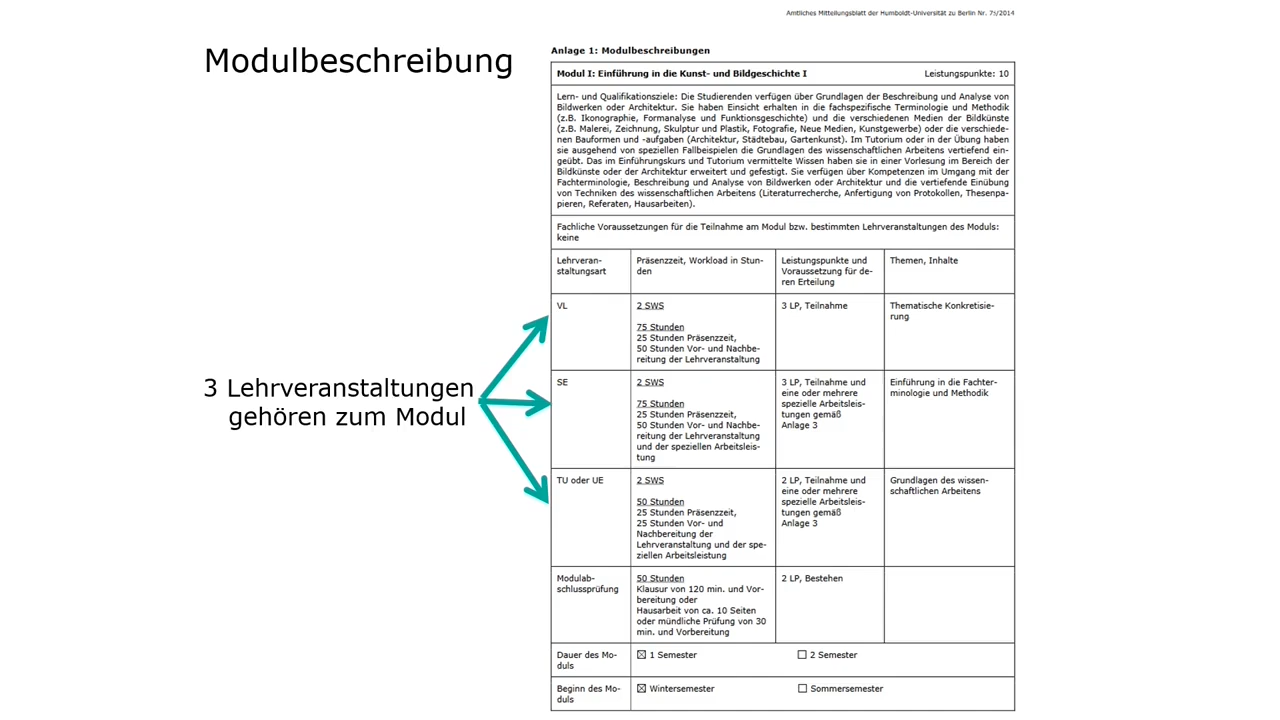 Amtliches Mitteilungsblatt der Humboldt-Universität zu Berlin Nr. 75/2014
Modulbeschreibung
Anlage 1: Modulbeschreibungen
Modul I: Einführung in die Kunst- und Bildgeschichte I Leistungspunkte: 10
Lern- und Qualifikationsziele: Die Studierenden verfügen über Grundlagen der Beschreibung und Analyse von
Bildwerken oder Architektur. Sie haben Einsicht erhalten in die fachspezifische Terminologie und Methodik
(z.B. Ikonographie, Formanalyse und Funktionsgeschichte) und die verschiedenen Medien der Bildkünste
(z.B. Malerei, Zeichnung, Skulptur und Plastik, Fotografie, Neue Medien, Kunstgewerbe) oder die verschiede-
nen Bauformen und -aufgaben (Architektur, Städtebau, Gartenkunst). Im Tutorium oder in der Übung haben
sie ausgehend von speziellen Fallbeispielen die Grundlagen des wissenschaftlichen Arbeitens vertiefend ein-
geübt. Das im Einführungskurs und Tutorium vermittelte Wissen haben sie in einer Vorlesung im Bereich der
Bildkünste oder der Architektur erweitert und gefestigt. Sie verfügen über Kompetenzen im Umgang mit der
Fachterminologie, Beschreibung und Analyse von Bildwerken oder Architektur und die vertiefende Einübung
von Techniken des wissenschaftlichen Arbeitens (Literaturrecherche, Anfertigung von Protokollen, Thesenpa-
pieren, Referaten, Hausarbeiten).
Fachliche Voraussetzungen für die Teilnahme am Modul bzw. bestimmten Lehrveranstaltungen des Moduls:
keine
Lehrveran-
staltungsart
Präsenzzeit, Workload in Stun-
den
Leistungspunkte und
Voraussetzung für de-
ren Erteilung
Themen, Inhalte
VL
2 SWS
75 Stunden
25 Stunden Präsenzzeit,
50 Stunden Vor- und Nachbe-
reitung der Lehrveranstaltung
3 LP, Teilnahme
Thematische Konkretisie-
rung
3 Lehrveranstaltungen
gehören zum Modul
SE
2 SWS
75 Stunden
25 Stunden Präsenzzeit,
50 Stunden Vor- und Nachbe-
reitung der Lehrveranstaltung
und der speziellen Arbeitsleis-
tung
3 LP, Teilnahme und
eine oder mehrere
spezielle Arbeitsleis-
tungen gemäß
Anlage 3
Einführung in die Fachter-
minologie und Methodik
TU oder UE
2 SWS
50 Stunden
25 Stunden Präsenzzeit,
25 Stunden Vor- und
Nachbereitung der
Lehrveranstaltung und der spe-
ziellen Arbeitsleistung
2 LP, Teilnahme und
eine oder mehrere
spezielle Arbeitsleis-
tungen gemäß
Anlage 3
Grundlagen des wissen-
schaftlichen Arbeitens
Modulab-
schlussprüfung
50 Stunden
Klausur von 120 min. und Vor-
bereitung oder
Hausarbeit von ca. 10 Seiten
oder mündliche Prüfung von 30
min. und Vorbereitung
2 LP, Bestehen
Dauer des Mo-
duls
☒ 1 Semester ☐ 2 Semester
Beginn des Mo-
duls
☒ Wintersemester ☐ Sommersemester